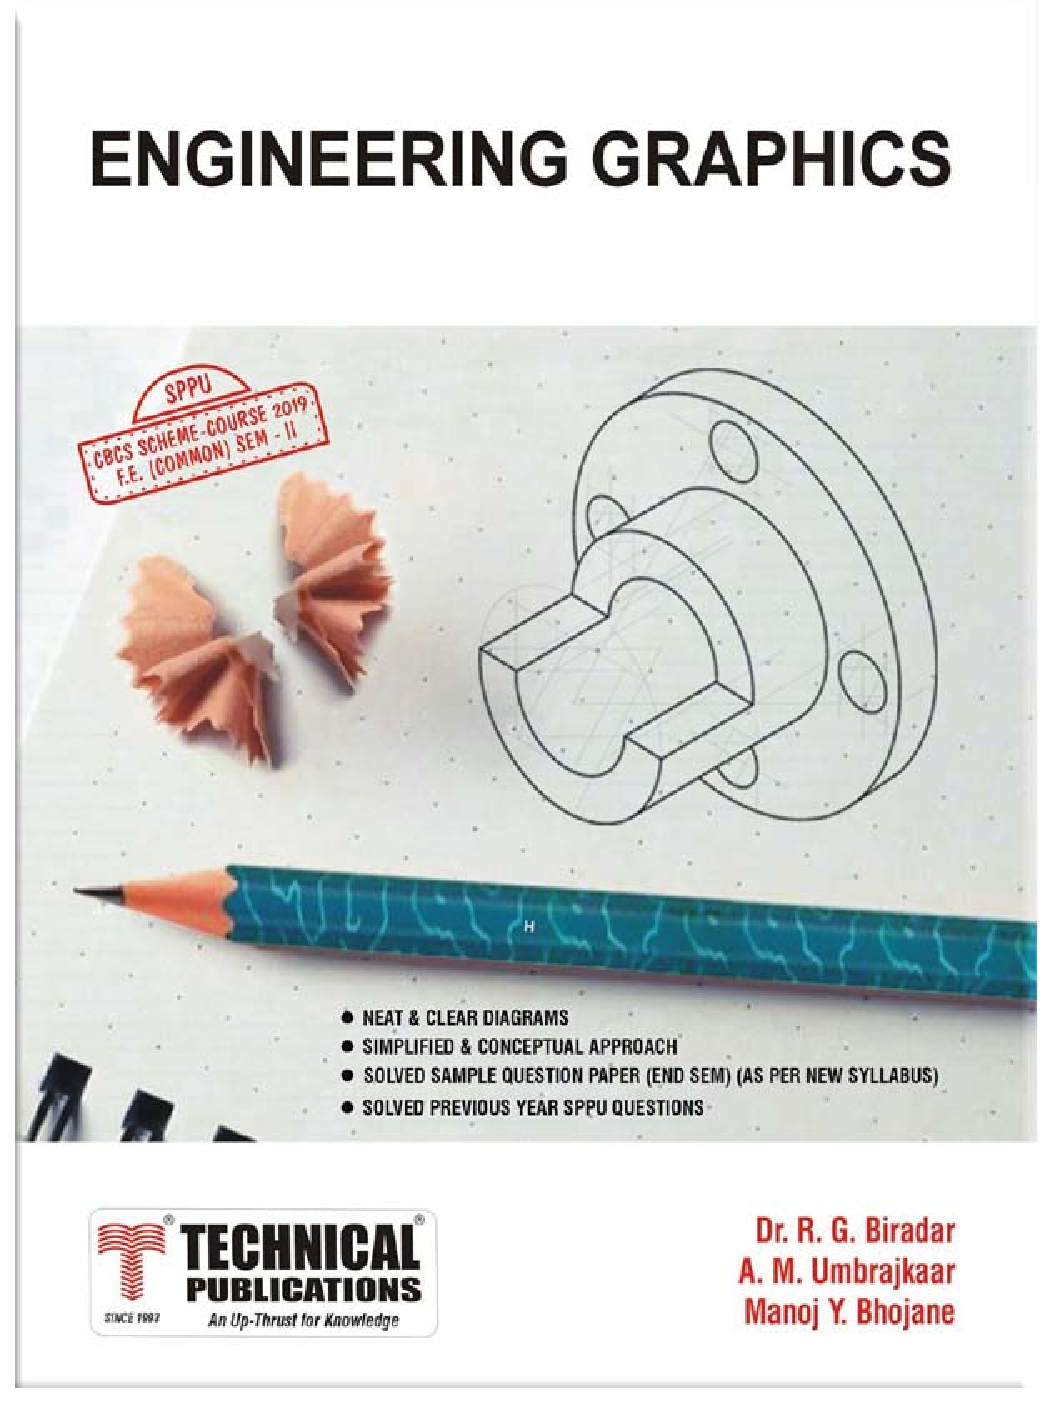 ENGINEERING GRAPHICS
SPPU
CBCS SCHEME-COURSE 2019
F.E. (COMMON) SEM - II
H
● NEAT & CLEAR DIAGRAMS
● SIMPLIFIED & CONCEPTUAL APPROACH
● SOLVED SAMPLE QUESTION PAPER (END SEM) (AS PER NEW SYLLABUS)
● SOLVED PREVIOUS YEAR SPPU QUESTIONS
® TECHNICAL ®
PUBLICATIONS
SINCE 1993 An Up-Thrust for Knowledge
Dr. R. G. Biradar
A. M. Umbrajkaar
Manoj Y. Bhojane